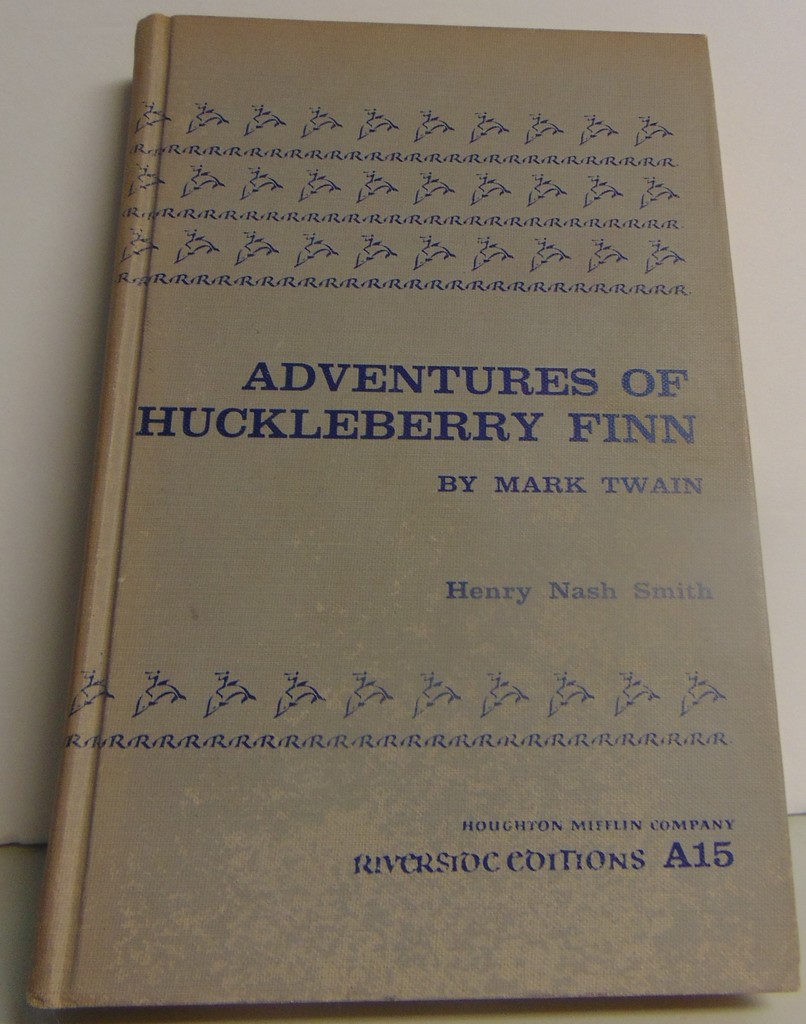 ADVENTURES OF
HUCKLEBERRY FINN
BY MARK TWAIN
Henry Nash Smith
HOUGHTON MIFFLIN COMPANY
RIVERSIDE EDITIONS A15